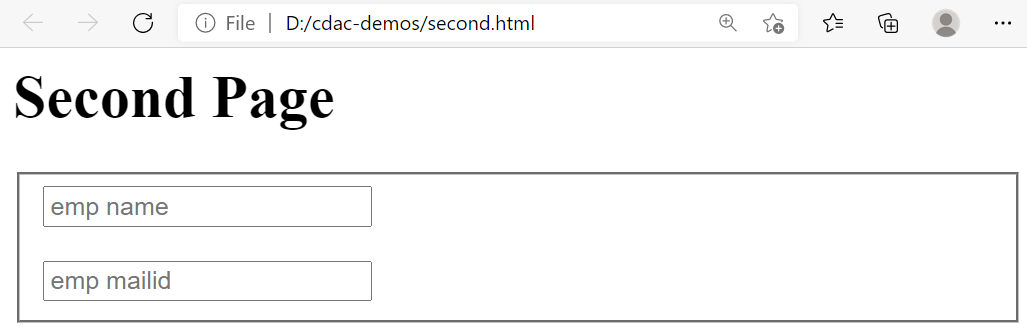 File | D:/cdac-demos/second.html
Second Page
emp name
emp mailid